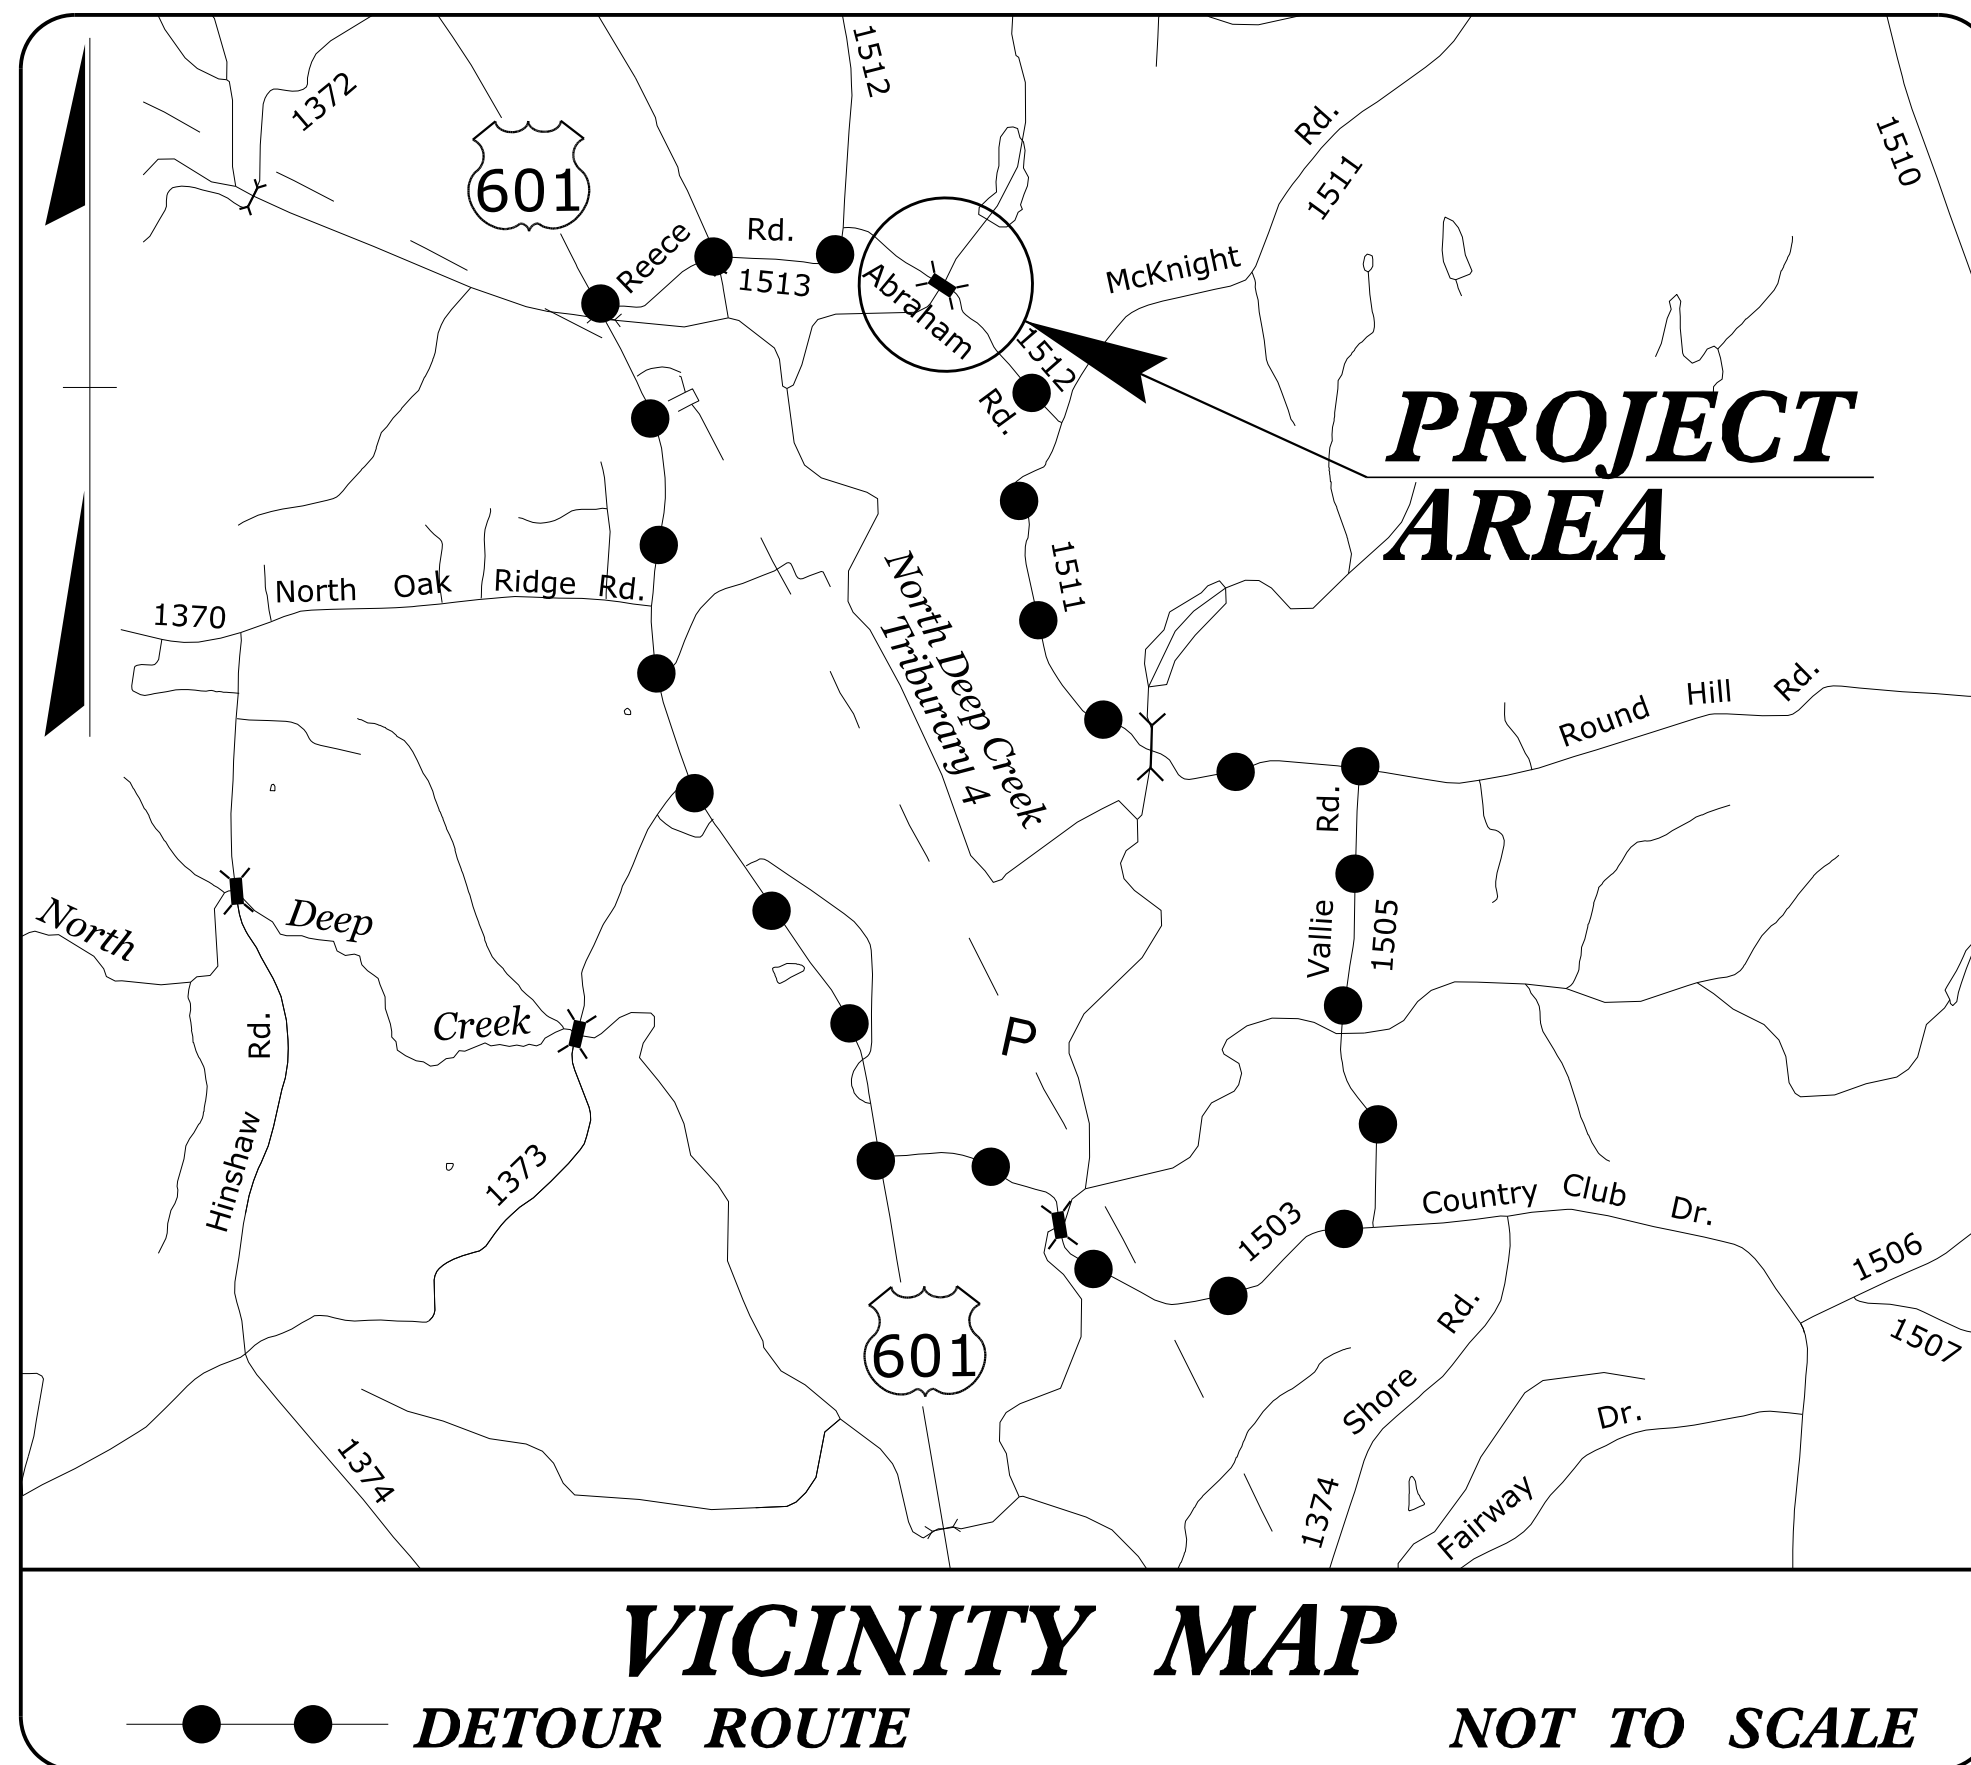 1372
601
1512
Rd.
1511
1510
Reece
Rd.
1513
Abraham
1512
Rd.
McKnight
PROJECT
AREA
North Oak Ridge Rd.
1370
North Deep Creek
Triburary 4
1511
Round Hill Rd.
Rd.
Vallie
1505
North
Deep
Creek
P
Rd.
Hinshaw
1373
1503
Country Club Dr.
1506
1507
601
Rd.
Shore
1374
1374
Dr.
Fairway
VICINITY MAP
DETOUR ROUTE
NOT TO SCALE